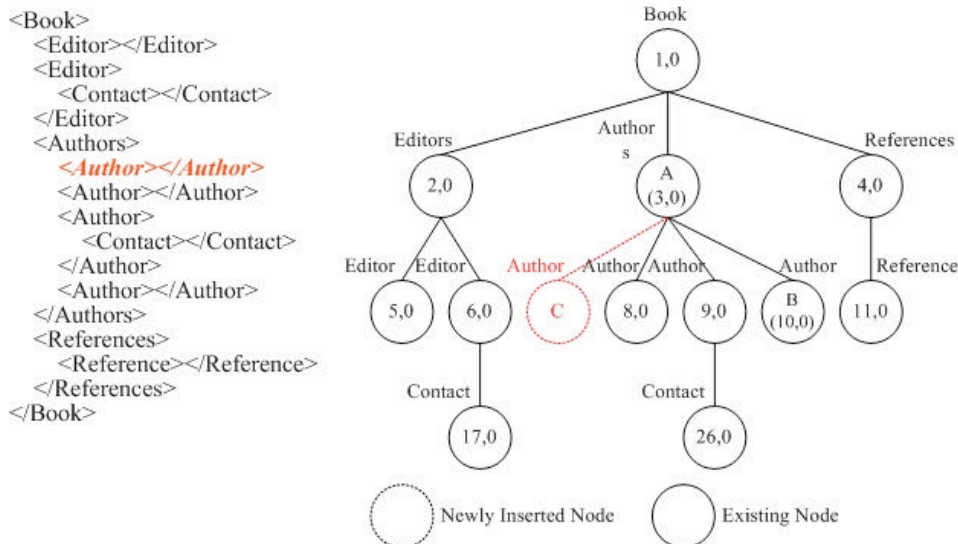 <Book>
<Editor></Editor>
<Editor>
<Contact></Contact>
</Editor>
<Authors>
<Author></Author>
<Author></Author>
<Author>
<Contact></Contact>
</Author>
<Author></Author>
</Authors>
<References>
<Reference></Reference>
</References>
</Book>
Book
1,0
Editors
Author
s
References
2,0
A
(3,0)
4,0
Editor Editor Author Author Author Author Reference
5,0 6,0 C 8,0 9,0 B
(10,0) 11,0
Contact Contact
17,0 26,0
Newly Inserted Node Existing Node